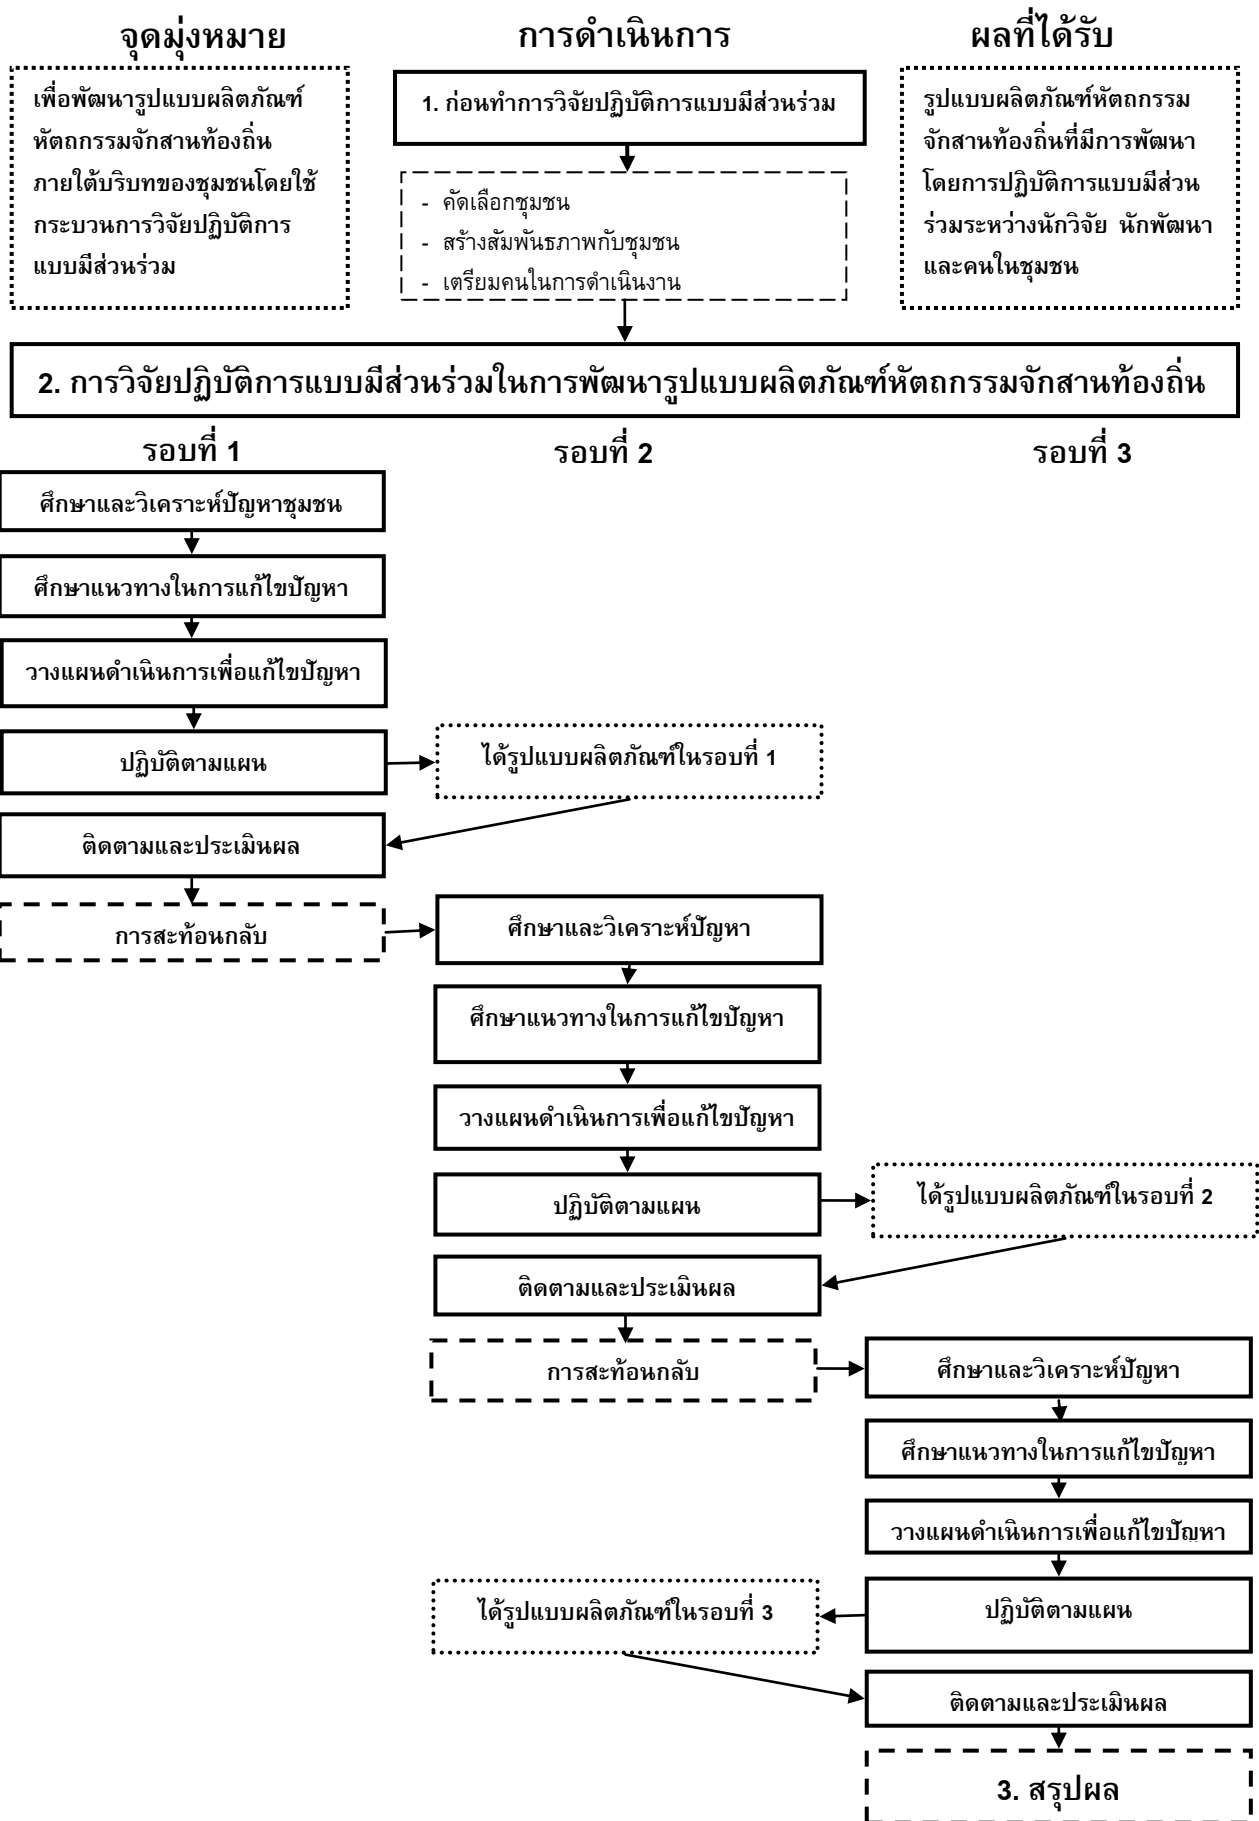 จุดมุ่งหมาย
เพื่อพัฒนารูปแบบผลิตภัณฑ์
หัตถกรรมจักสานท้องถิ่น
ภายใต้บริบทของชุมชนโดยใช้
กระบวนการวิจัยปฏิบัติการ
แบบมีส่วนร่วม
การดำเนินการ
1. ก่อนทำการวิจัยปฏิบัติการแบบมีส่วนร่วม
- คัดเลือกชุมชน
- สร้างสัมพันธภาพกับชุมชน
- เตรียมคนในการดำเนินงาน
ผลที่ได้รับ
รูปแบบผลิตภัณฑ์หัตถกรรม
จักสานท้องถิ่นที่มีการพัฒนา
โดยการปฏิบัติการแบบมีส่วน
ร่วมระหว่างนักวิจัย นักพัฒนา
และคนในชุมชน
2. การวิจัยปฏิบัติการแบบมีส่วนร่วมในการพัฒนารูปแบบผลิตภัณฑ์หัตถกรรมจักสานท้องถิ่น
รอบที่ 1
รอบที่ 2
รอบที่ 3
ศึกษาและวิเคราะห์ปัญหาชุมชน
ศึกษาแนวทางในการแก้ไขปัญหา
วางแผนดำเนินการเพื่อแก้ไขปัญหา
ปฏิบัติตามแผน
ได้รูปแบบผลิตภัณฑ์ในรอบที่ 1
ติดตามและประเมินผล
การสะท้อนกลับ
ศึกษาและวิเคราะห์ปัญหา
ศึกษาแนวทางในการแก้ไขปัญหา
วางแผนดำเนินการเพื่อแก้ไขปัญหา
ปฏิบัติตามแผน
ได้รูปแบบผลิตภัณฑ์ในรอบที่ 2
ติดตามและประเมินผล
การสะท้อนกลับ
ศึกษาและวิเคราะห์ปัญหา
ศึกษาแนวทางในการแก้ไขปัญหา
วางแผนดำเนินการเพื่อแก้ไขปัญหา
ปฏิบัติตามแผน
ได้รูปแบบผลิตภัณฑ์ในรอบที่ 3
ติดตามและประเมินผล
3. สรุปผล